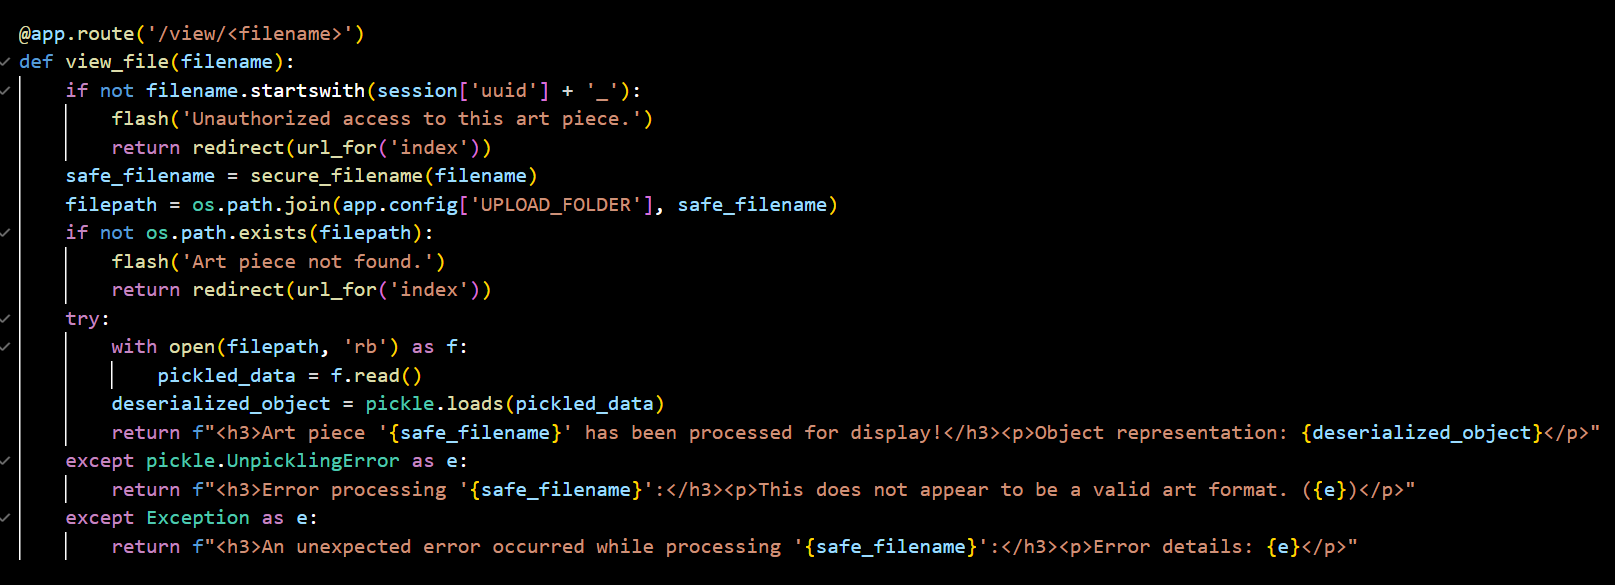 @app.route('/view/<filename>')
def view_file(filename):
    if not filename.startswith(session['uuid'] + '_'):
        flash('Unauthorized access to this art piece.')
        return redirect(url_for('index'))
    safe_filename = secure_filename(filename)
    filepath = os.path.join(app.config['UPLOAD_FOLDER'], safe_filename)
    if not os.path.exists(filepath):
        flash('Art piece not found.')
        return redirect(url_for('index'))
    try:
        with open(filepath, 'rb') as f:
            pickled_data = f.read()
        deserialized_object = pickle.loads(pickled_data)
        return f"<h3>Art piece '{safe_filename}' has been processed for display!</h3><p>Object representation: {deserialized_object}</p>"
    except pickle.UnpicklingError as e:
        return f"<h3>Error processing '{safe_filename}':</h3><p>This does not appear to be a valid art format. ({e})</p>"
    except Exception as e:
        return f"<h3>An unexpected error occurred while processing '{safe_filename}':</h3><p>Error details: {e}</p>"